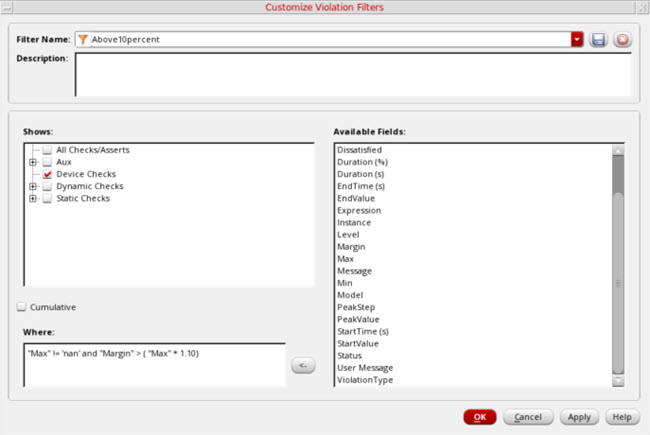 Customize Violation Filters
Filter Name: Above10percent
Description:
Shows:
All Checks/Asserts
Aux
Device Checks
Dynamic Checks
Static Checks
Cumulative
Where:
"Max" != 'nan' and "Margin" > ( "Max" * 1.10)
<-
Available Fields:
Dissatisfied
Duration (%)
Duration (s)
EndTime (s)
EndValue
Expression
Instance
Level
Margin
Max
Message
Min
Model
PeakStep
PeakValue
StartTime (s)
StartValue
Status
User Message
ViolationType
OK Cancel Apply Help